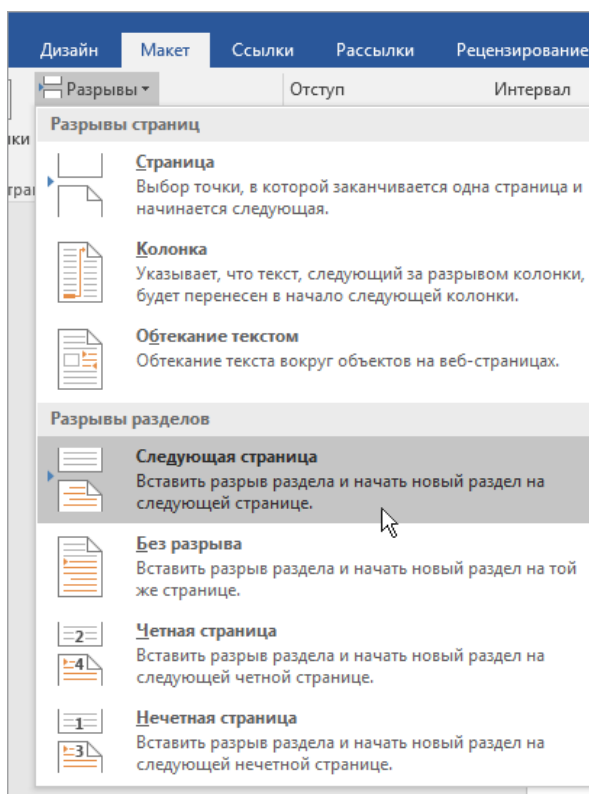 Дизайн Макет Ссылки Рассылки Рецензирование
Разрывы Отступ Интервал
Разрывы страниц
Страница
Выбор точки, в которой заканчивается одна страница и
начинается следующая.
Колонка
Указывает, что текст, следующий за разрывом колонки,
будет перенесен в начало следующей колонки.
Обтекание текстом
Обтекание текста вокруг объектов на веб-страницах.
Разрывы разделов
Следующая страница
Вставить разрыв раздела и начать новый раздел на
следующей странице.
Без разрыва
Вставить разрыв раздела и начать новый раздел на той
же странице.
2
4
Четная страница
Вставить разрыв раздела и начать новый раздел на
следующей четной странице.
1
3
Нечетная страница
Вставить разрыв раздела и начать новый раздел на
следующей нечетной странице.